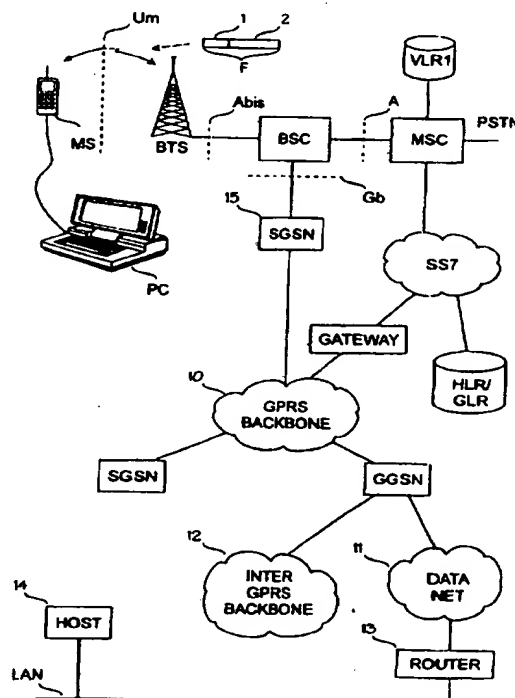 Um
1
2
F
VLR1
Abis
A
MS
BTS
BSC
MSC
PSTN
Gb
15
SGSN
SS7
PC
GATEWAY
HLR/
GLR
10
GPRS
BACKBONE
SGSN
GGSN
12
INTER
GPRS
BACKBONE
11
DATA
NET
14
HOST
13
ROUTER
LAN